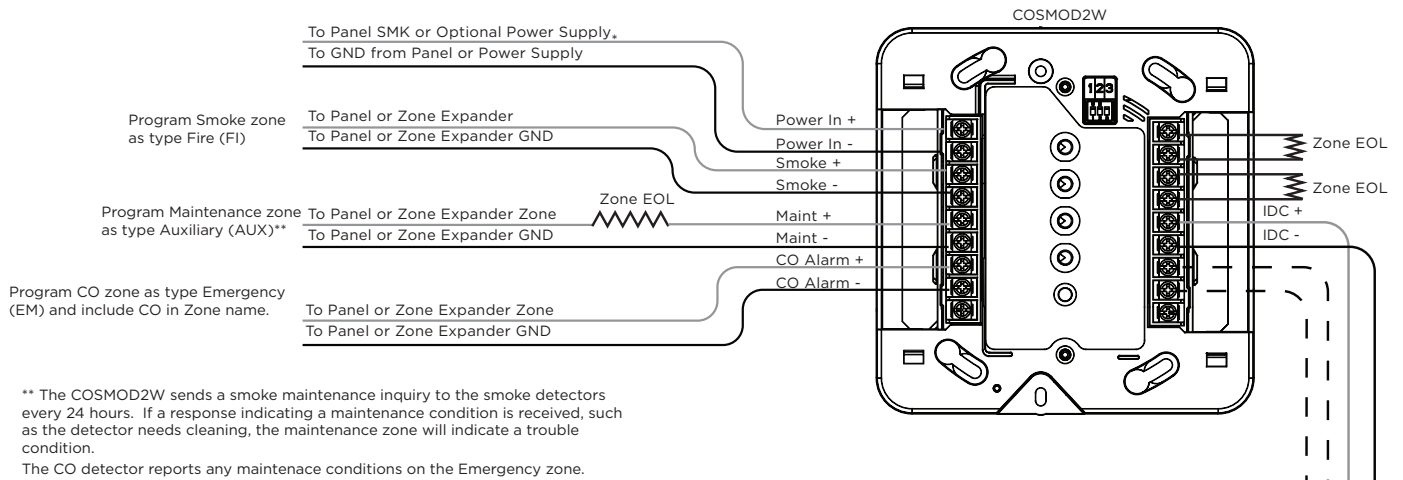 COSMOD2W
To Panel SMK or Optional Power Supply*
To GND from Panel or Power Supply
Program Smoke zone
as type Fire (FI)
To Panel or Zone Expander
To Panel or Zone Expander GND
Program Maintenance zone
as type Auxiliary (AUX)**
To Panel or Zone Expander Zone
To Panel or Zone Expander GND
Zone EOL
Program CO zone as type Emergency
(EM) and include CO in Zone name.
To Panel or Zone Expander Zone
To Panel or Zone Expander GND
Power In +
Power In -
Smoke +
Smoke -
Maint +
Maint -
CO Alarm +
CO Alarm -
123
Zone EOL
Zone EOL
IDC +
IDC -
** The COSMOD2W sends a smoke maintenance inquiry to the smoke detectors
every 24 hours. If a response indicating a maintenance condition is received, such
as the detector needs cleaning, the maintenance zone will indicate a trouble
condition.
The CO detector reports any maintenace conditions on the Emergency zone.